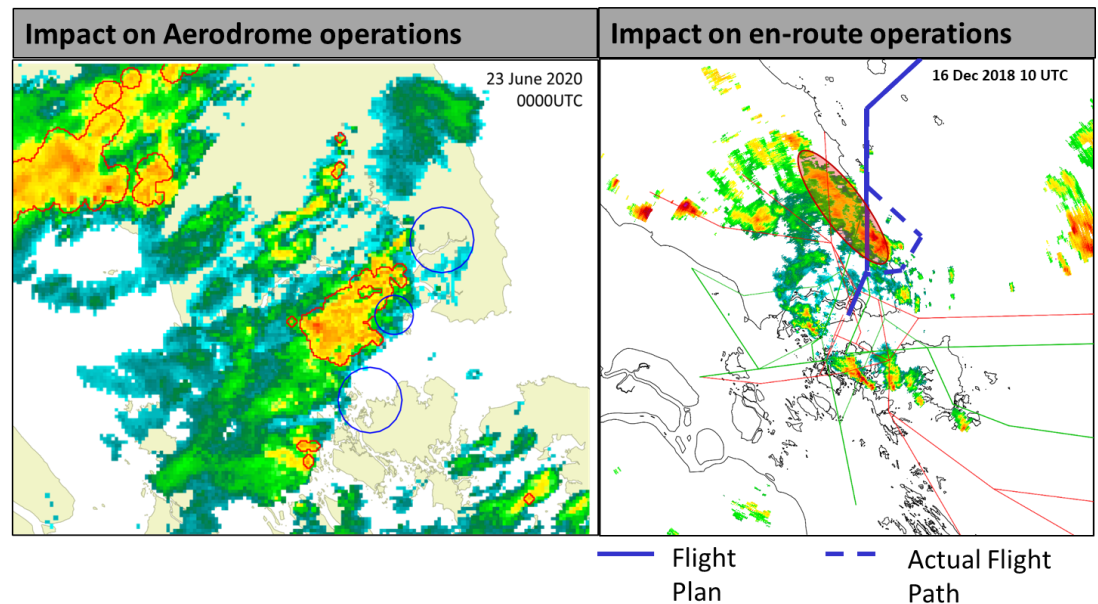 Impact on Aerodrome operations
23 June 2020
0000UTC
Impact on en-route operations
16 Dec 2018 10 UTC
Flight
Plan
Actual Flight
Path